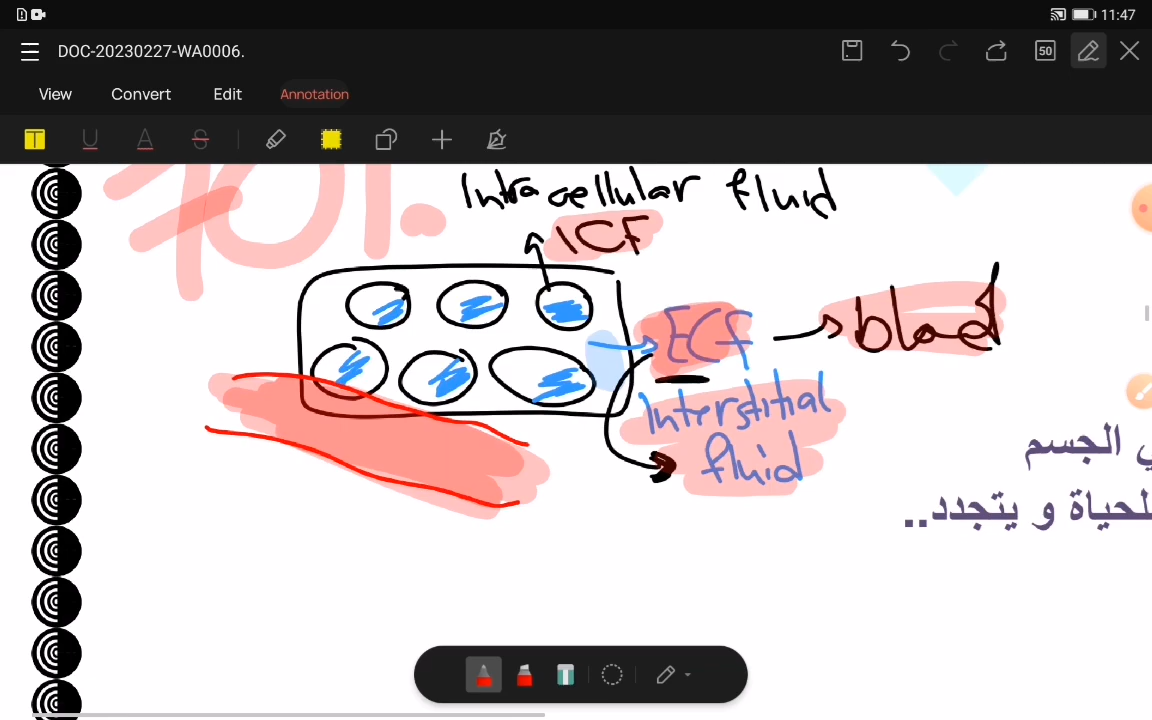 11:47
DOC-20230227-WA0006.
50
View Convert Edit Annotation
T U A S
Intracellular fluid
ICF
ECF → blood
Interstitial
fluid
ي الجسم
للحياة و يتجدد..